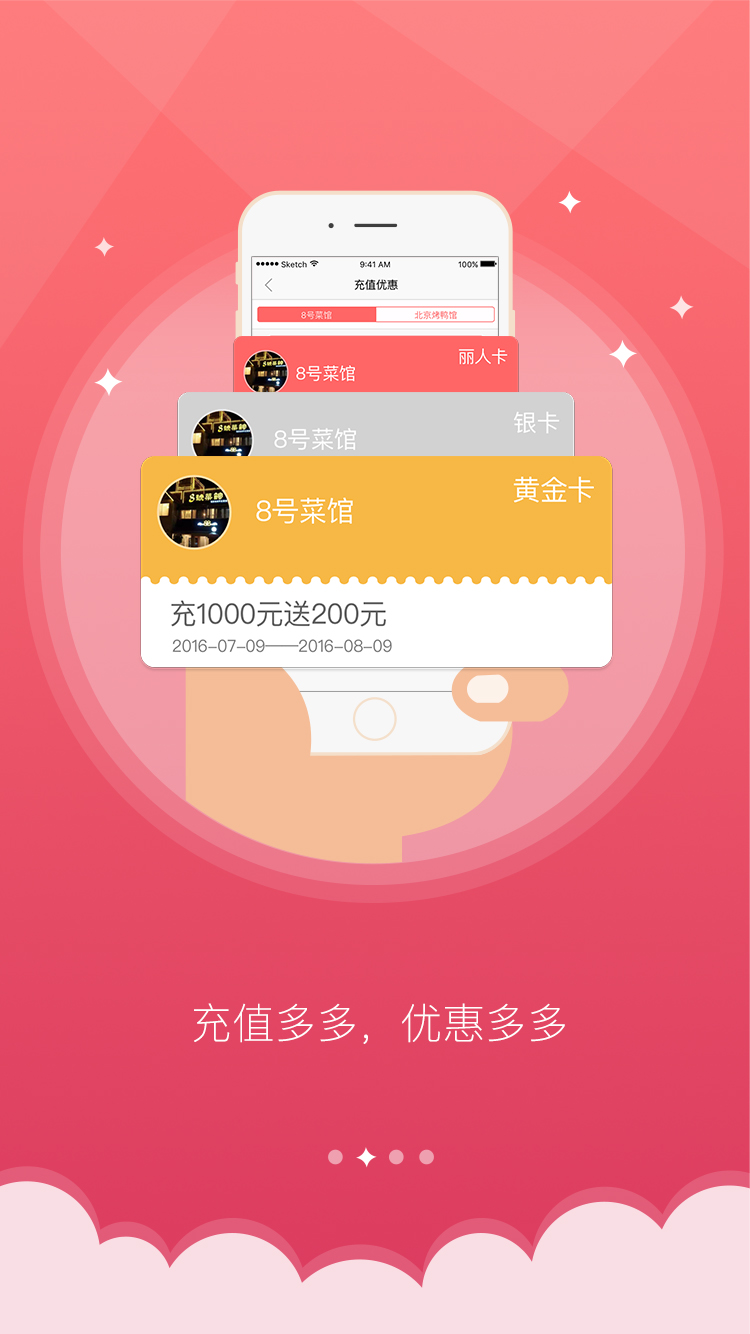 ●●●●● Sketch 9:41 AM 100%
充值优惠
8号菜馆 北京烤鸭馆
丽人卡
8号菜馆
银卡
8号菜馆
黄金卡
8号菜馆
充1000元送200元
2016-07-09——2016-08-09
充值多多，优惠多多